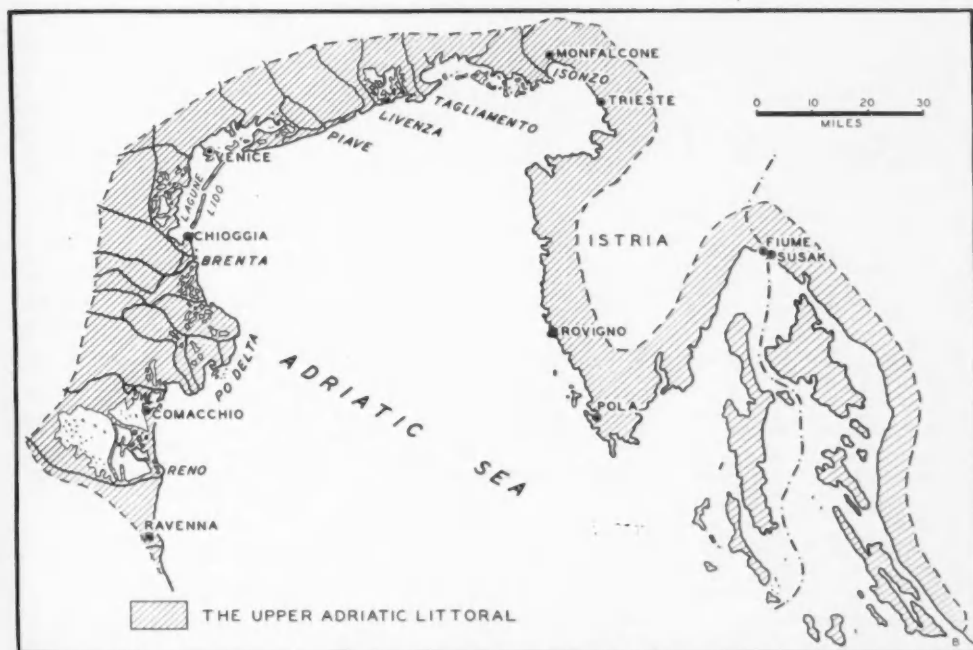 MONFALCONE
ISONZO
TRIESTE
0 10 20 30
MILES
TAGLIAMENTO
LIVENZA
PIAVE
VENICE
LAGUNE
LIDO
CHIOGGIA
BRENTA
ISTRIA
FIUME
SUSAK
ROVIGNO
PO DELTA
ADRIATIC SEA
COMACCHIO
POLA
RENO
RAVENNA
THE UPPER ADRIATIC LITTORAL
B